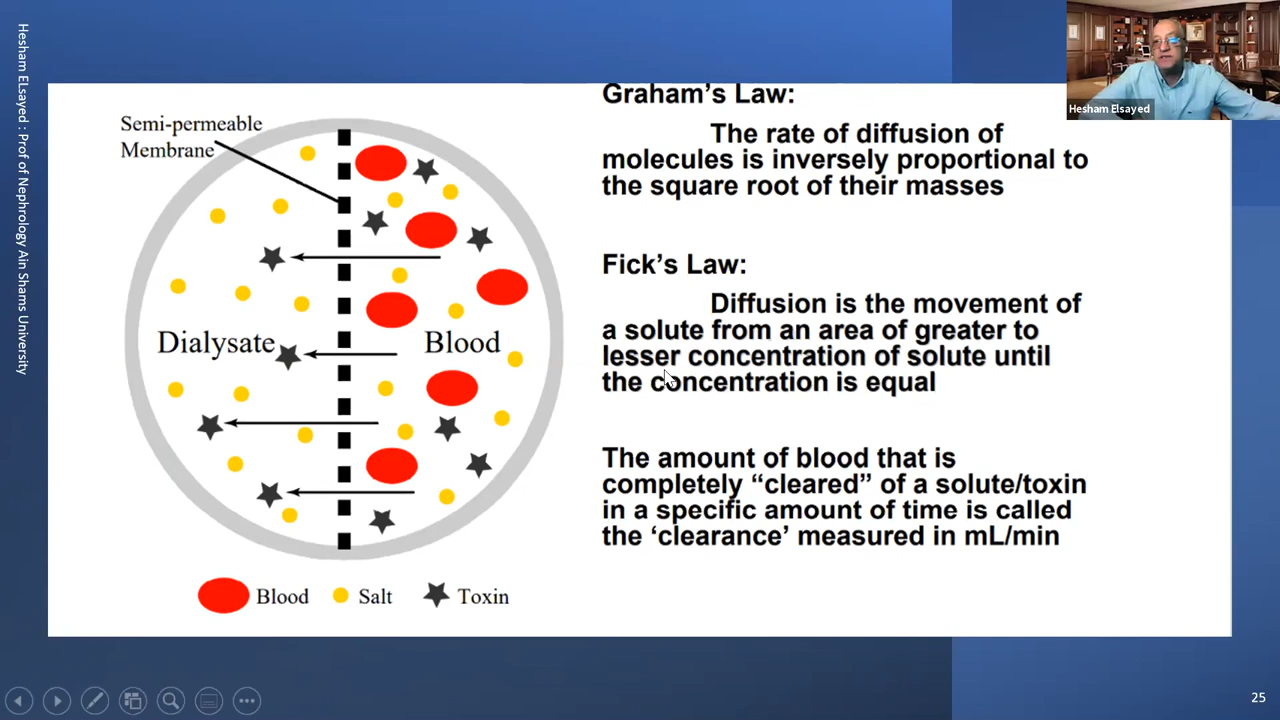 Hesham ELsayed : Prof of Nephrology Ain Shams University
Semi-permeable
Membrane
Dialysate
Blood
Blood
Salt
Toxin
Graham's Law:
The rate of diffusion of
molecules is inversely proportional to
the square root of their masses
Fick's Law:
Diffusion is the movement of
a solute from an area of greater to
lesser concentration of solute until
the concentration is equal
The amount of blood that is
completely “cleared” of a solute/toxin
in a specific amount of time is called
the ‘clearance’ measured in mL/min
Hesham Elsayed
25